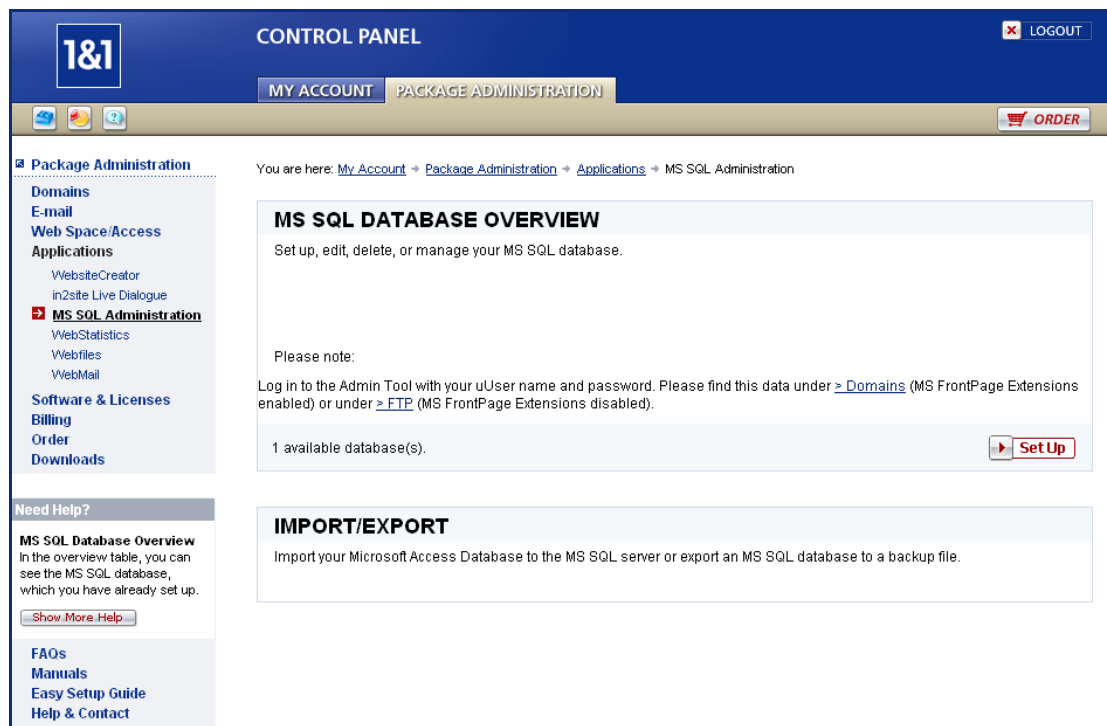 1&1
CONTROL PANEL
LOGOUT
MY ACCOUNT
PACKAGE ADMINISTRATION
ORDER
Package Administration
Domains
E-mail
Web Space/Access
Applications
WebsiteCreator
in2site Live Dialogue
MS SQL Administration
WebStatistics
Webfiles
WebMail
Software & Licenses
Billing
Order
Downloads
Need Help?
MS SQL Database Overview
In the overview table, you can
see the MS SQL database,
which you have already set up.
Show More Help
FAQs
Manuals
Easy Setup Guide
Help & Contact
You are here: My Account → Package Administration → Applications → MS SQL Administration
MS SQL DATABASE OVERVIEW
Set up, edit, delete, or manage your MS SQL database.
Please note:
Log in to the Admin Tool with your uUser name and password. Please find this data under > Domains (MS FrontPage Extensions
enabled) or under > FTP (MS FrontPage Extensions disabled).
1 available database(s).
Set Up
IMPORT/EXPORT
Import your Microsoft Access Database to the MS SQL server or export an MS SQL database to a backup file.